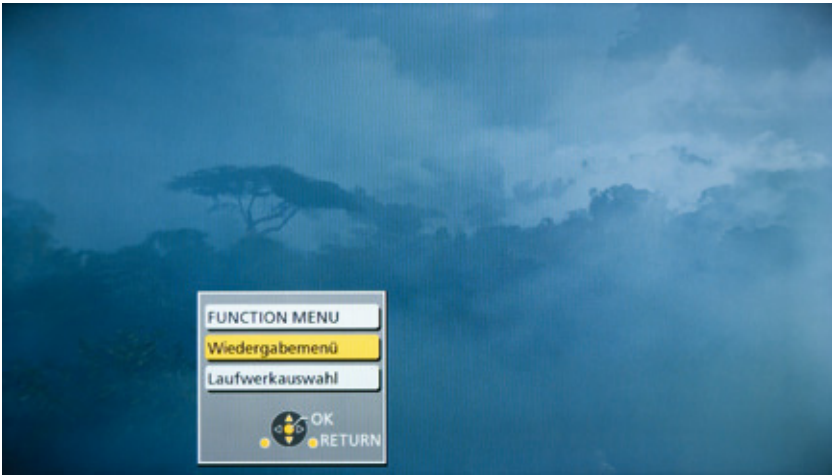 FUNCTION MENU
Wiedergabemenü
Laufwerkauswahl
OK
RETURN